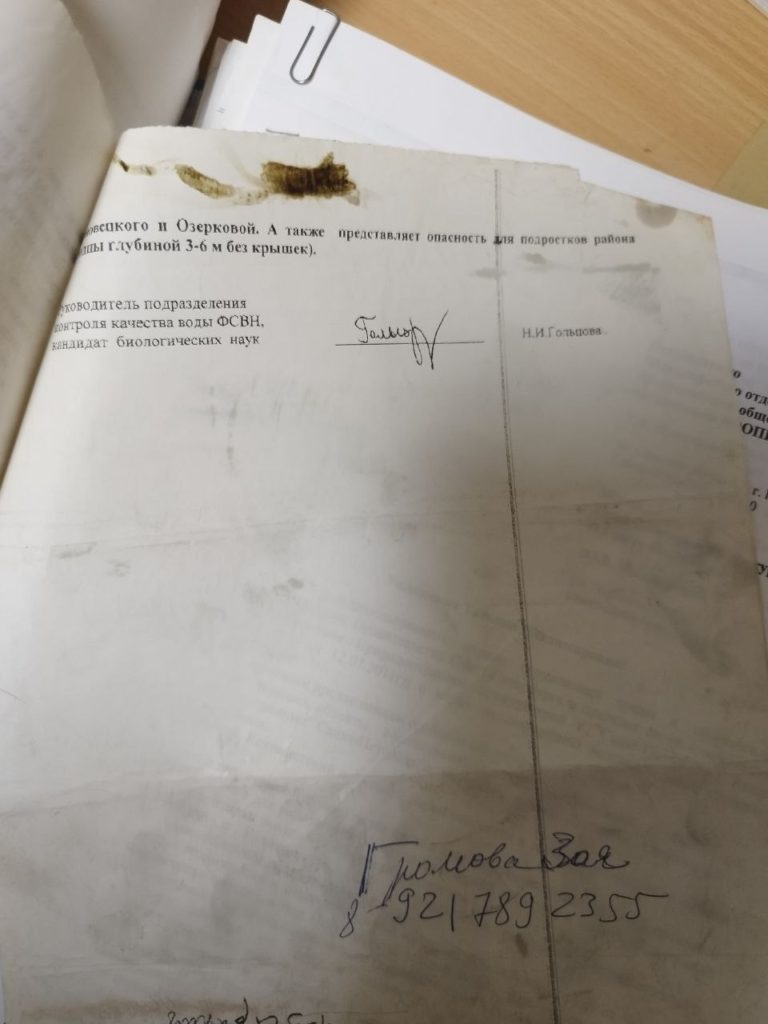 и Озерковой. А также представляет опасность для подростков района
глубиной 3-6 м без крышек).
Руководитель подразделения
контроля качества воды ФСВН,
кандидат биологических наук
Н.И.Гольцова
Громова Зоя
8-921 789 2355